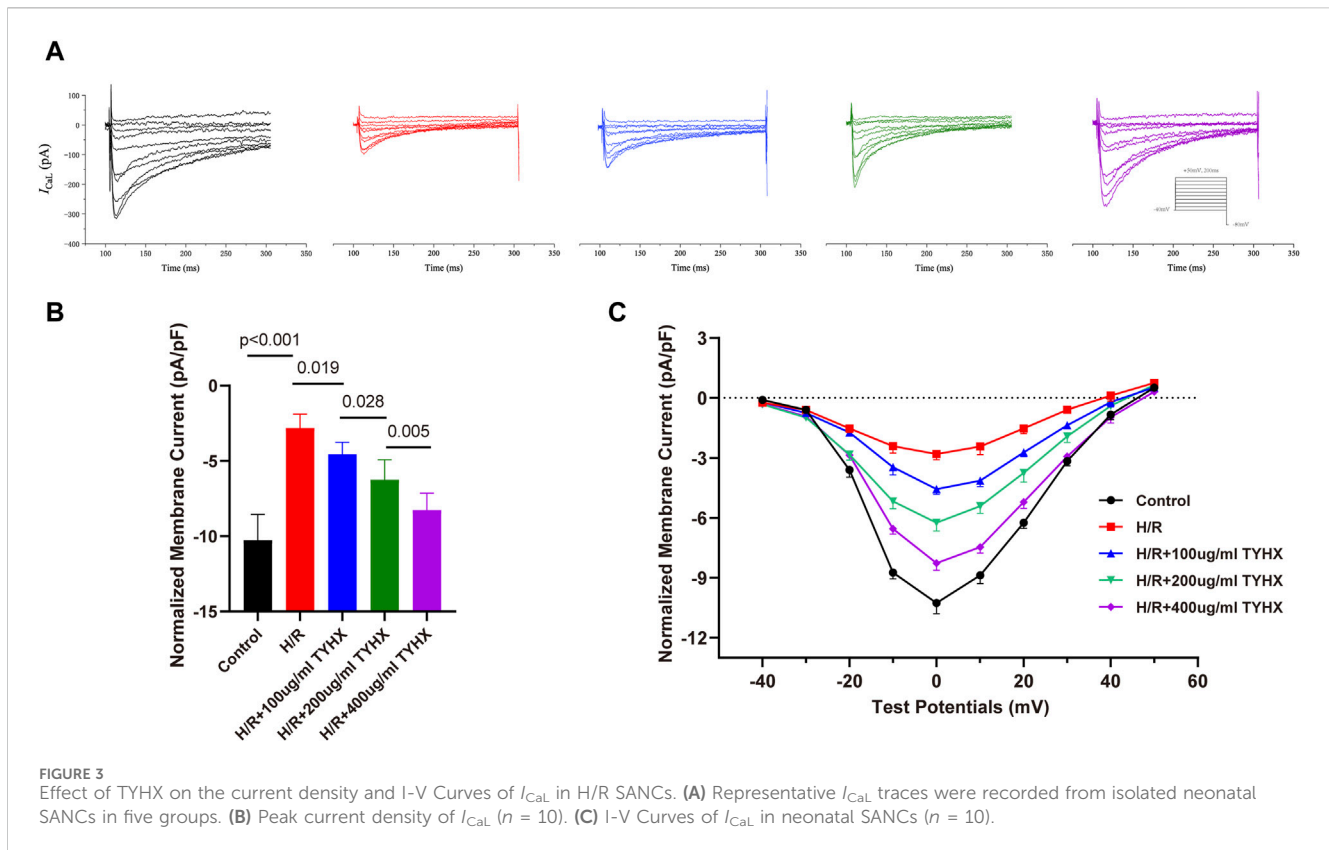 A
100
0
-100
-200
-300
-400
I_CaL (pA)
100 150 200 250 300 350
Time (ms)
100 150 200 250 300 350
Time (ms)
100 150 200 250 300 350
Time (ms)
100 150 200 250 300 350
Time (ms)
-40mV
-90mV
100 150 200 250 300 350
Time (ms)
B
Normalized Membrane Current (pA/pF)
p<0.001
0.019
0.028
0.005
0
-5
-10
-15
Control
H/R
H/R+100ug/ml TYHX
H/R+200ug/ml TYHX
H/R+400ug/ml TYHX
C
Normalized Membrane Current (pA/pF)
3
0
-3
-6
-9
-12
Control
H/R
H/R+100ug/ml TYHX
H/R+200ug/ml TYHX
H/R+400ug/ml TYHX
-40 -20 0 20 40 60
Test Potentials (mV)
FIGURE 3
Effect of TYHX on the current density and I-V Curves of I_CaL in H/R SANCs. (A) Representative I_CaL traces were recorded from isolated neonatal
SANCs in five groups. (B) Peak current density of I_CaL (n = 10). (C) I-V Curves of I_CaL in neonatal SANCs (n = 10).